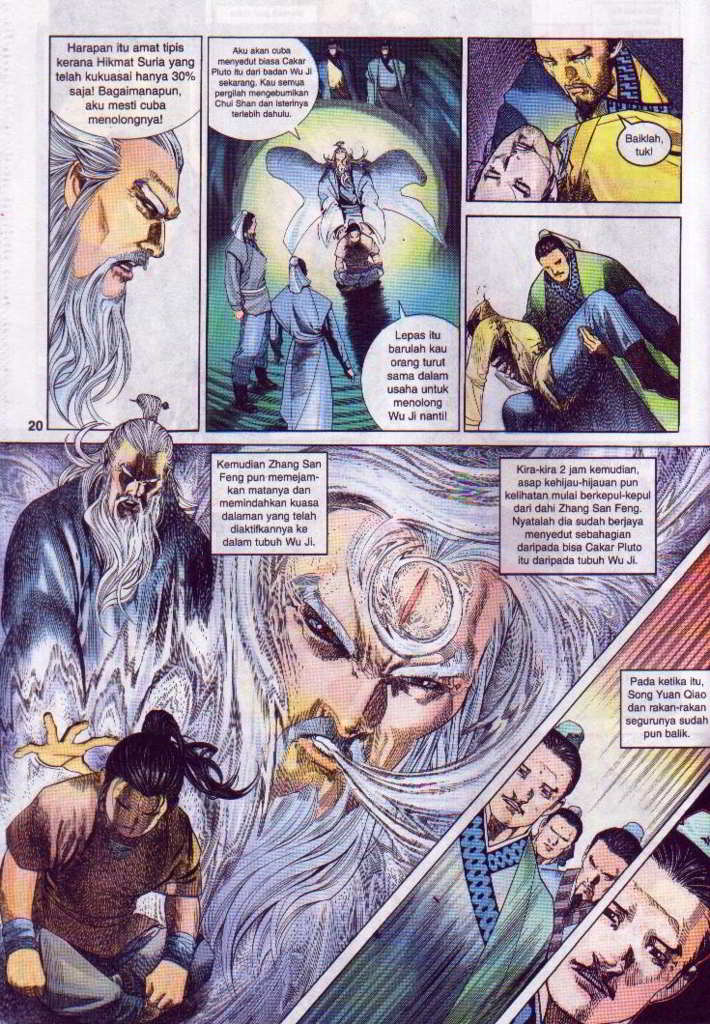 Harapan itu amat tipis
kerana Hikmat Suria yang
telah kukuasai hanya 30%
saja! Bagaimanapun,
aku mesti cuba
menolongnya!
Aku akan cuba
menyedut biasa Cakar
Pluto itu dari badan Wu Ji
sekarang. Kau semua
pergilah mengebumikan
Chui Shan dan isterinya
terlebih dahulu.
Lepas itu
barulah kau
orang turut
sama dalam
usaha untuk
menolong
Wu Ji nanti!
Baiklah,
tuk!
20
Kemudian Zhang San
Feng pun memejam-
kan matanya dan
memindahkan kuasa
dalaman yang telah
diaktifkannya ke
dalam tubuh Wu Ji.
Kira-kira 2 jam kemudian,
asap kehijau-hijauan pun
kelihatan mulai berkepul-kepul
dari dahi Zhang San Feng.
Nyatalah dia sudah berjaya
menyedut sebahagian
daripada bisa Cakar Pluto
itu daripada tubuh Wu Ji.
Pada ketika itu,
Song Yuan Qiao
dan rakan-rakan
segurunya sudah
pun balik.